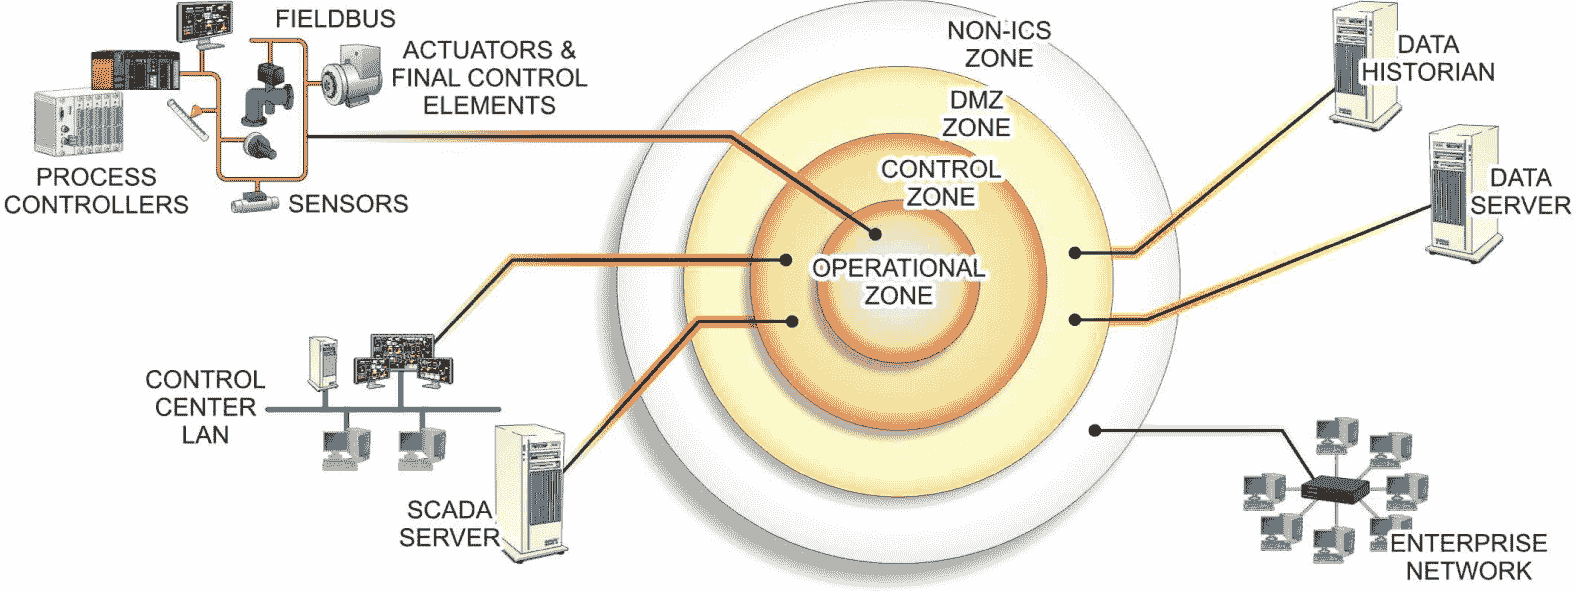 FIELDBUS
ACTUATORS &
FINAL CONTROL
ELEMENTS
PROCESS
CONTROLLERS
SENSORS
NON-ICS
ZONE
DMZ
ZONE
CONTROL
ZONE
OPERATIONAL
ZONE
DATA
HISTORIAN
DATA
SERVER
CONTROL
CENTER
LAN
SCADA
SERVER
ENTERPRISE
NETWORK